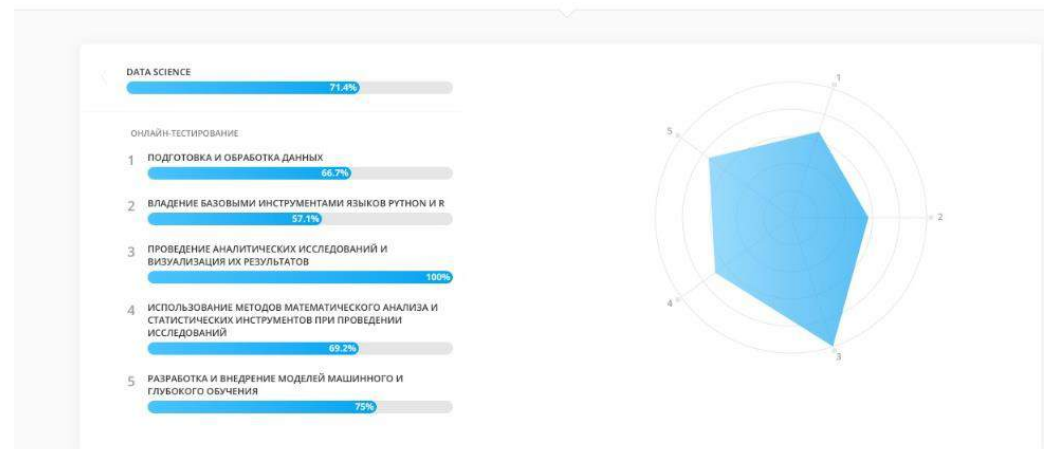 DATA SCIENCE
71.4%
ОНЛАЙН-ТЕСТИРОВАНИЕ
1 ПОДГОТОВКА И ОБРАБОТКА ДАННЫХ
66.7%
2 ВЛАДЕНИЕ БАЗОВЫМИ ИНСТРУМЕНТАМИ ЯЗЫКОВ PYTHON И R
57.1%
3 ПРОВЕДЕНИЕ АНАЛИТИЧЕСКИХ ИССЛЕДОВАНИЙ И
ВИЗУАЛИЗАЦИЯ ИХ РЕЗУЛЬТАТОВ
100%
4 ИСПОЛЬЗОВАНИЕ МЕТОДОВ МАТЕМАТИЧЕСКОГО АНАЛИЗА И
СТАТИСТИЧЕСКИХ ИНСТРУМЕНТОВ ПРИ ПРОВЕДЕНИИ
ИССЛЕДОВАНИЙ
69.2%
5 РАЗРАБОТКА И ВНЕДРЕНИЕ МОДЕЛЕЙ МАШИННОГО И
ГЛУБОКОГО ОБУЧЕНИЯ
75%
1
2
3
4
5